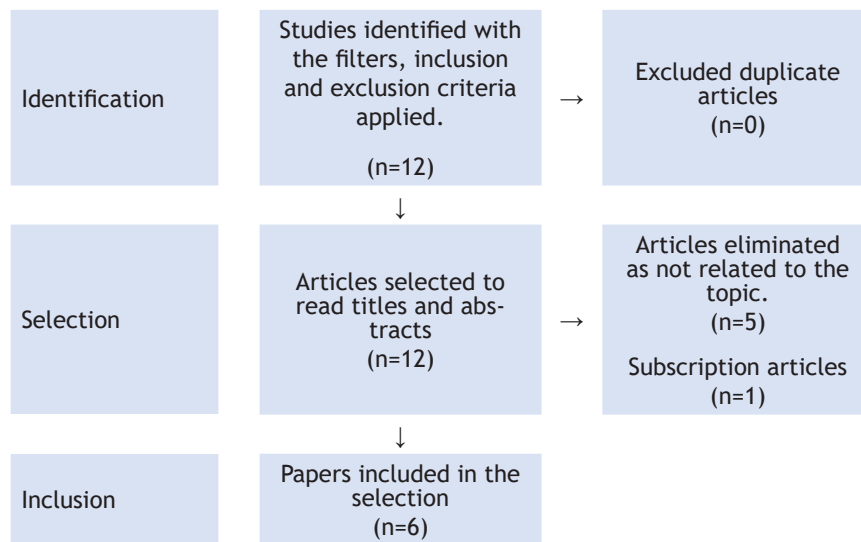 Identification
Studies identified with
the filters, inclusion
and exclusion criteria
applied.
(n=12)
→
Excluded duplicate
articles
(n=0)
↓
Selection
Articles selected to
read titles and abs-
tracts
(n=12)
→
Articles eliminated
as not related to the
topic.
(n=5)
Subscription articles
(n=1)
↓
Inclusion
Papers included in the
selection
(n=6)